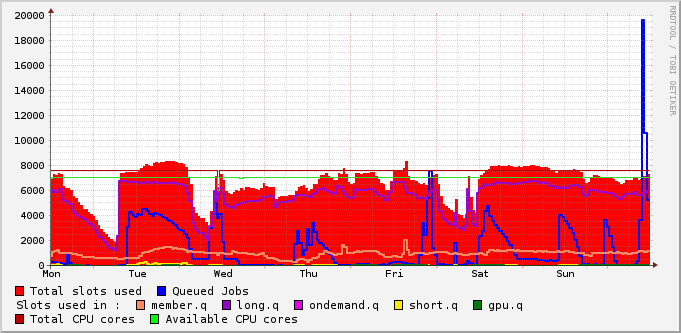 RRDTOOL / TOBI OETIKER
20000
18000
16000
14000
12000
10000
8000
6000
4000
2000
0
Mon Tue Wed Thu Fri Sat Sun
Total slots used Queued Jobs
Slots used in : member.q long.q ondemand.q short.q gpu.q
Total CPU cores Available CPU cores